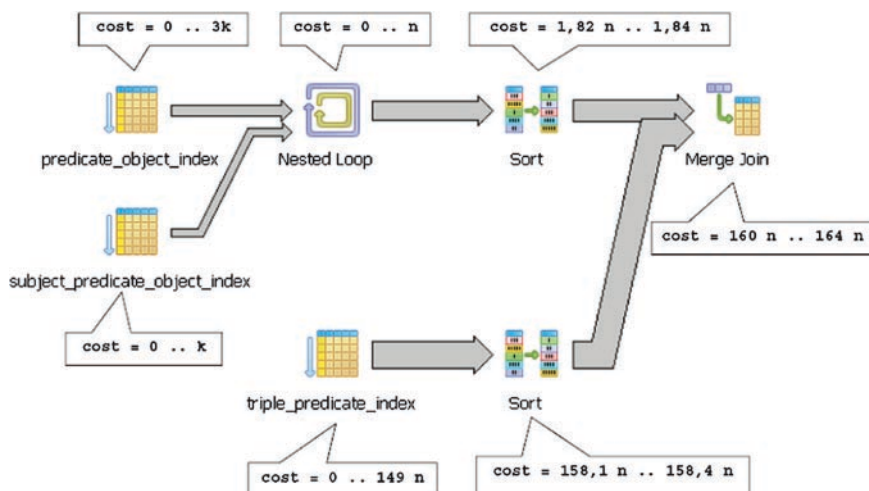 cost = 0 .. 3k
cost = 0 .. n
cost = 1,82 n .. 1,84 n
predicate_object_index
Nested Loop
Sort
Merge Join
cost = 160 n .. 164 n
subject_predicate_object_index
cost = 0 .. k
triple_predicate_index
Sort
cost = 0 .. 149 n
cost = 158,1 n .. 158,4 n